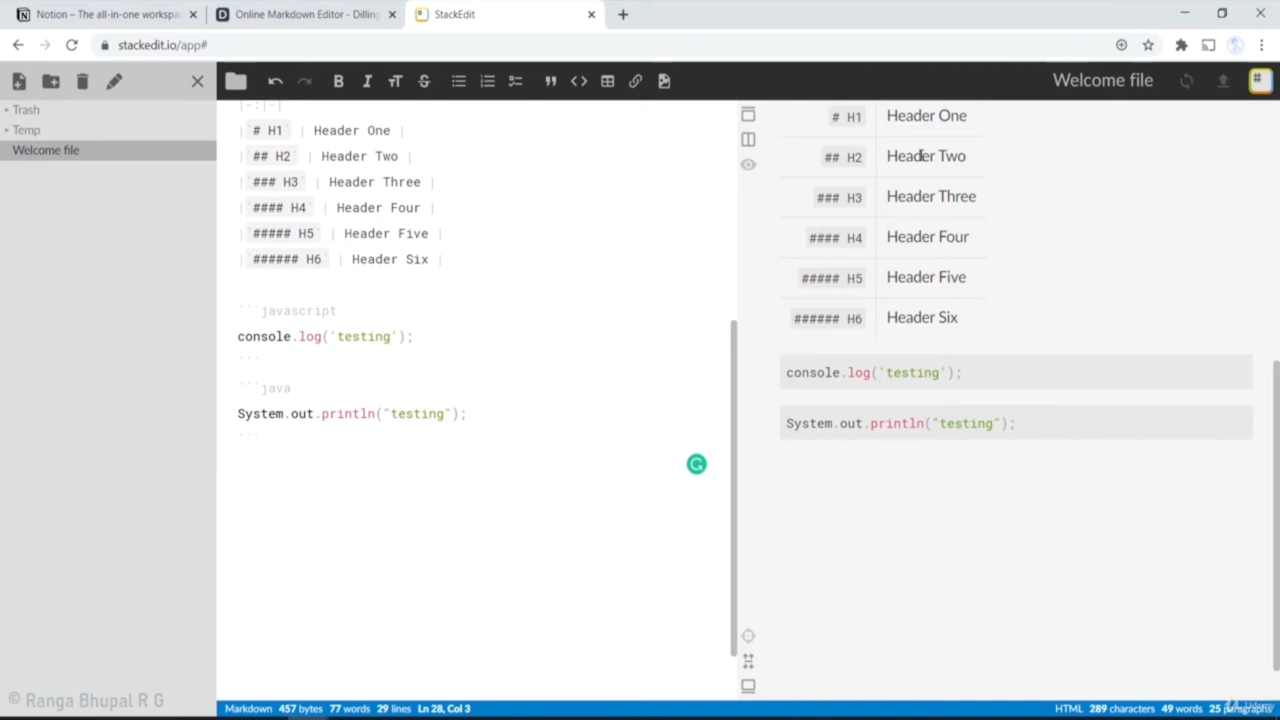 Notion – The all-in-one workspa
Online Markdown Editor - Dilling
StackEdit
stackedit.io/app#
Welcome file
Trash
Temp
Welcome file
|-:|-|
| # H1 | Header One |
| ## H2 | Header Two |
| ### H3 | Header Three |
| #### H4 | Header Four |
| ##### H5 | Header Five |
| ###### H6 | Header Six |
```javascript
console.log('testing');
```
```java
System.out.println("testing");
```
# H1 Header One
## H2 Header Two
### H3 Header Three
#### H4 Header Four
##### H5 Header Five
###### H6 Header Six
console.log('testing');
System.out.println("testing");
© Ranga Bhupal R G
Markdown 457 bytes 77 words 29 lines Ln 28, Col 3
HTML 289 characters 49 words 25 paragraphs
Udemy